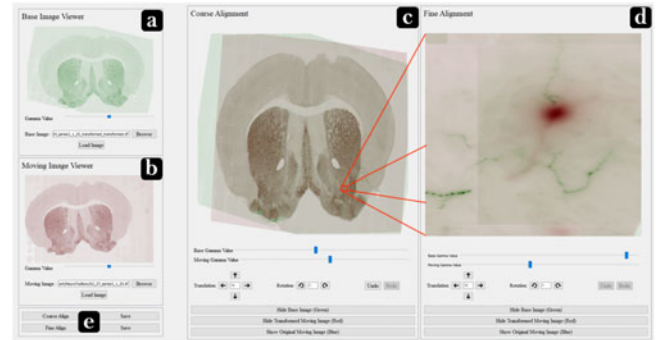 Base Image Viewer
a
Gamma Value
Base Image:
Browse
Load Image
Moving Image Viewer
b
Gamma Value
Moving Image:
Browse
Load Image
Coarse Align
Save
Fine Align
Save
e
Coarse Alignment
c
Base Gamma Value
Moving Gamma Value
Translation:
Rotation:
Undo
Redo
Hide Base Image (Green)
Hide Transformed Moving Image (Red)
Show Original Moving Image (Blue)
Fine Alignment
d
Base Gamma Value
Moving Gamma Value
Translation:
Rotation:
Undo
Redo
Hide Base Image (Green)
Hide Transformed Moving Image (Red)
Show Original Moving Image (Blue)